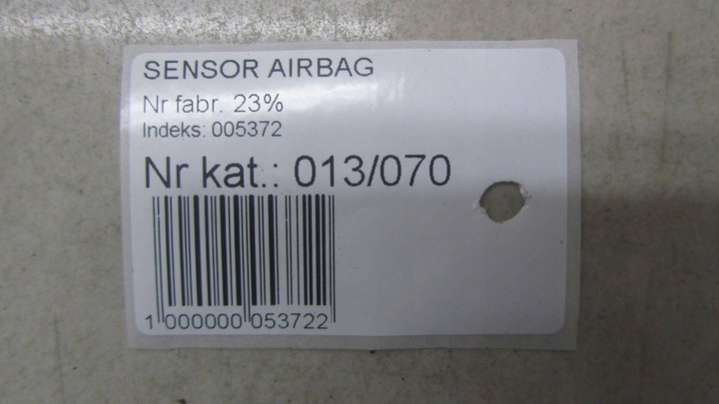 SENSOR AIRBAG
Nr fabr. 23%
Indeks: 005372
Nr kat.: 013/070
1 000000 053722